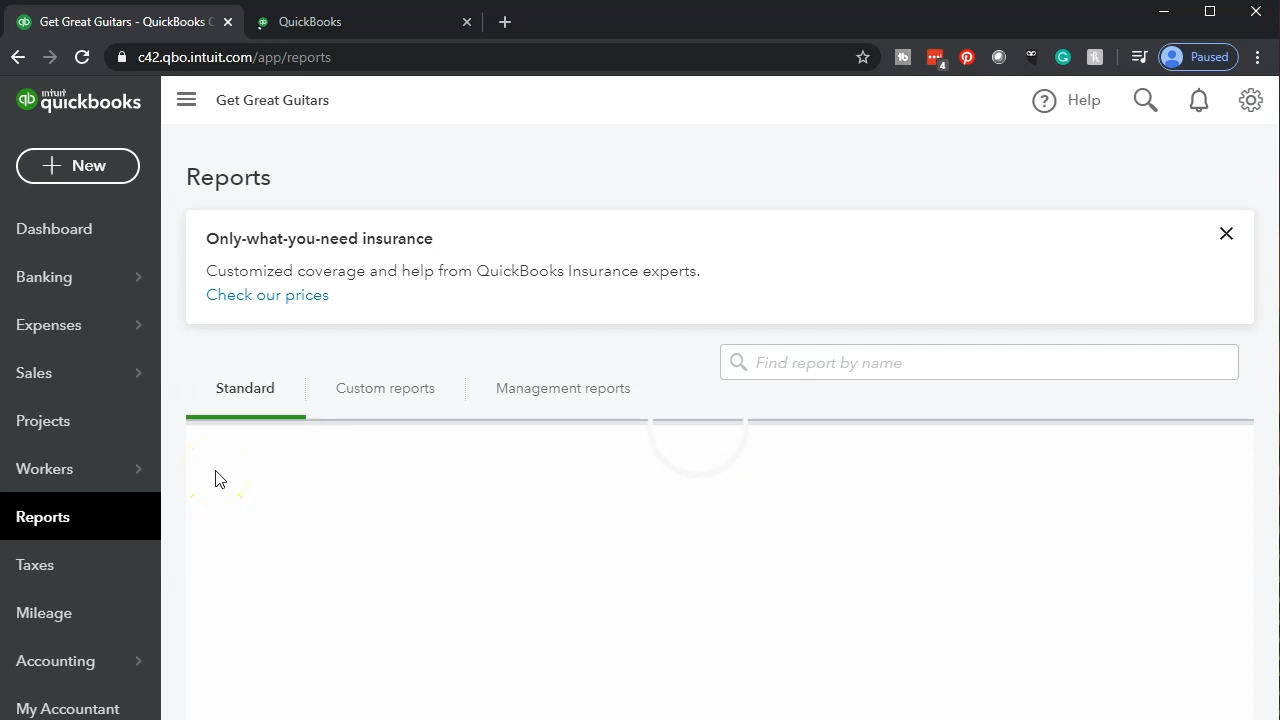 Get Great Guitars - QuickBooks
QuickBooks
c42.qbo.intuit.com/app/reports
4
Paused
intuit
quickbooks
Get Great Guitars
Help
New
Reports
Only-what-you-need insurance
Customized coverage and help from QuickBooks Insurance experts.
Check our prices
Find report by name
Standard
Custom reports
Management reports
Dashboard
Banking
Expenses
Sales
Projects
Workers
Reports
Taxes
Mileage
Accounting
My Accountant